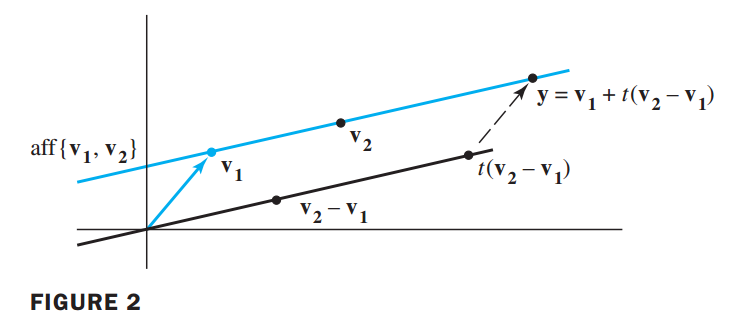 y = v₁ + t(v₂ – v₁)
aff{v₁, v₂}
v₂
v₁
t(v₂ – v₁)
v₂ – v₁
FIGURE 2